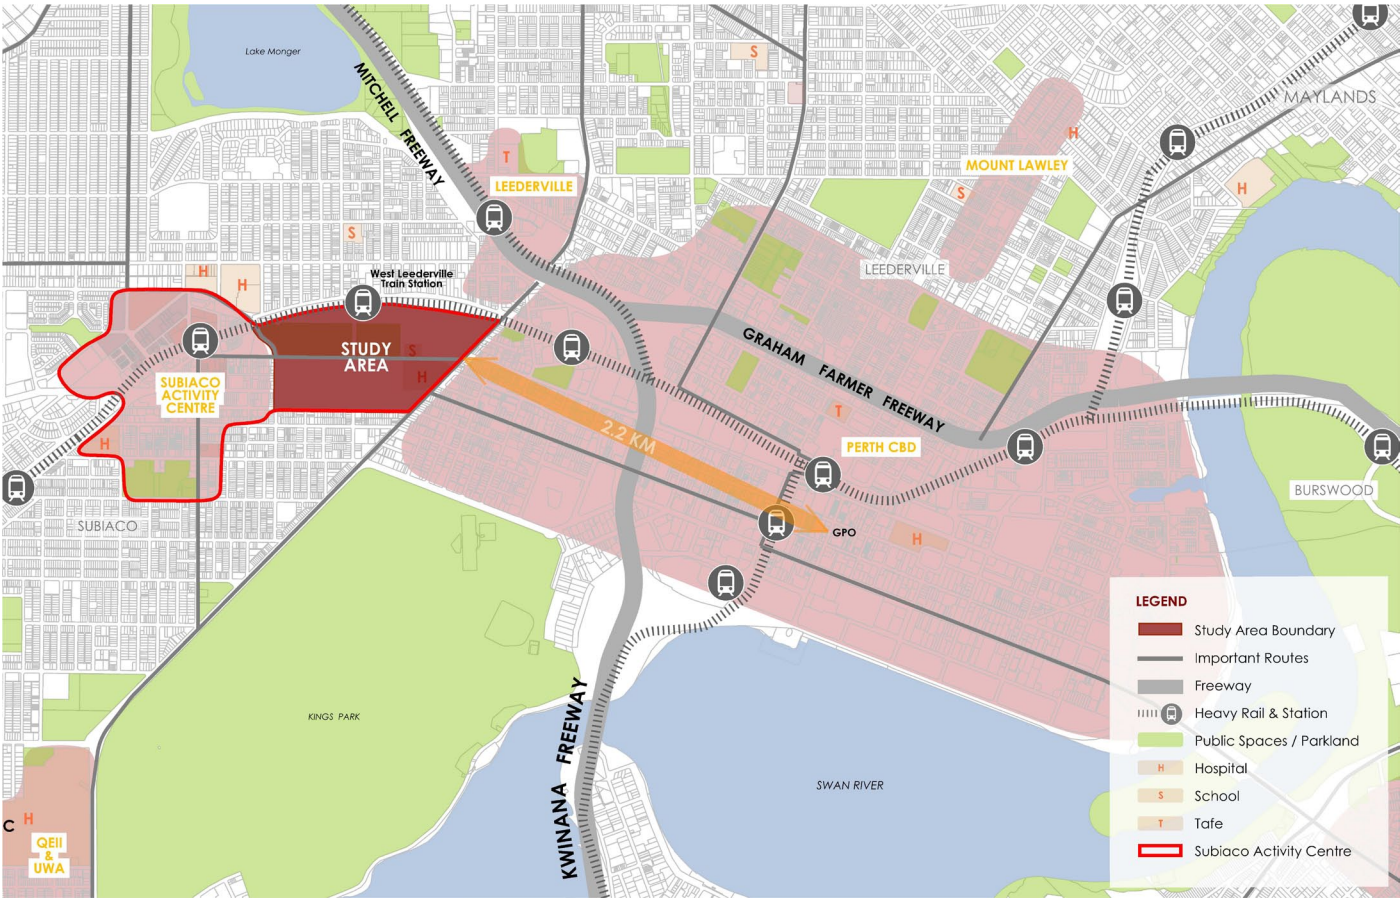 Lake Monger
MITCHELL FREEWAY
S
MAYLANDS
H
T
LEEDERVILLE
MOUNT LAWLEY
S
H
S
H
H
West Leederville
Train Station
LEEDERVILLE
STUDY
AREA
S
H
GRAHAM FARMER FREEWAY
SUBIACO
ACTIVITY
CENTRE
H
T
2.2 KM
PERTH CBD
BURSWOOD
SUBIACO
GPO
H
KINGS PARK
KWINANA FREEWAY
SWAN RIVER
C
H
QEII
&
UWA
LEGEND
Study Area Boundary
Important Routes
Freeway
Heavy Rail & Station
Public Spaces / Parkland
H Hospital
S School
T Tafe
Subiaco Activity Centre